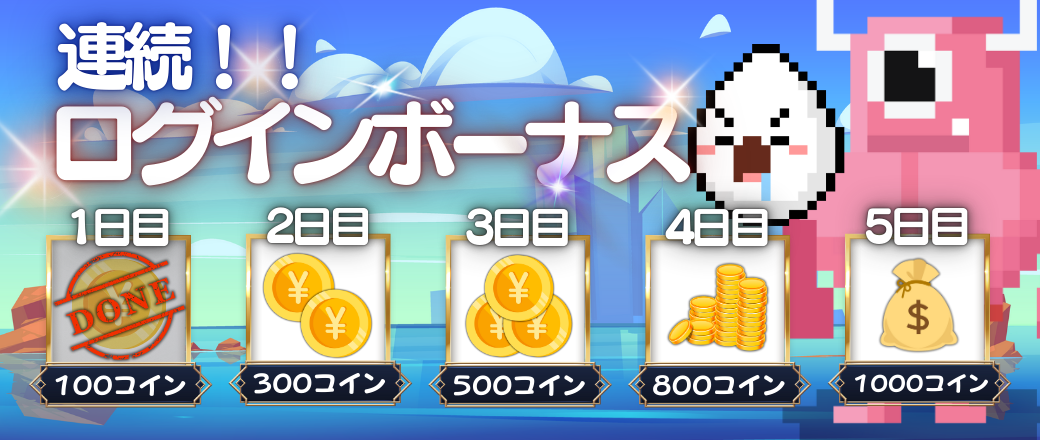 連続！！
ログインボーナス
1日目
2日目
3日目
4日目
5日目
DONE
¥
¥
¥
¥
¥
$
100コイン
300コイン
500コイン
800コイン
1000コイン